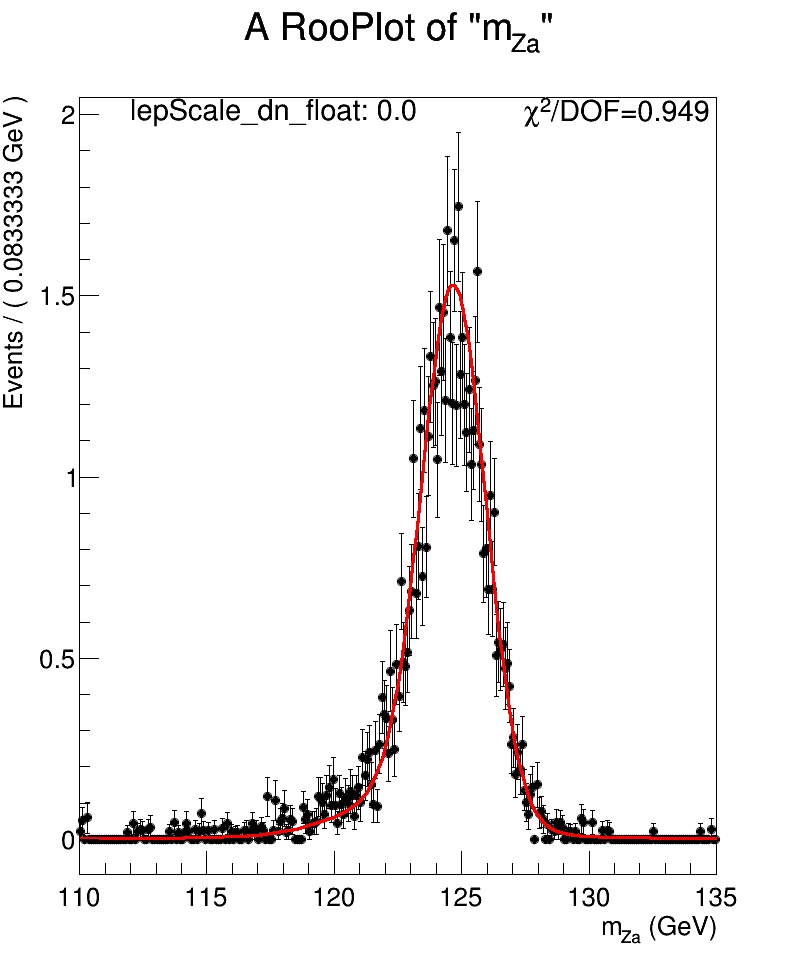 A RooPlot of "m_Za"
lepScale_dn_float: 0.0 χ²/DOF=0.949
Events / ( 0.0833333 GeV )
2
1.5
1
0.5
0
110 115 120 125 130 135
m_Za (GeV)